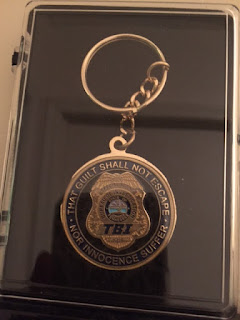 THAT GUILT SHALL NOT ESCAPE
TBI
NOR INNOCENCE SUFFER